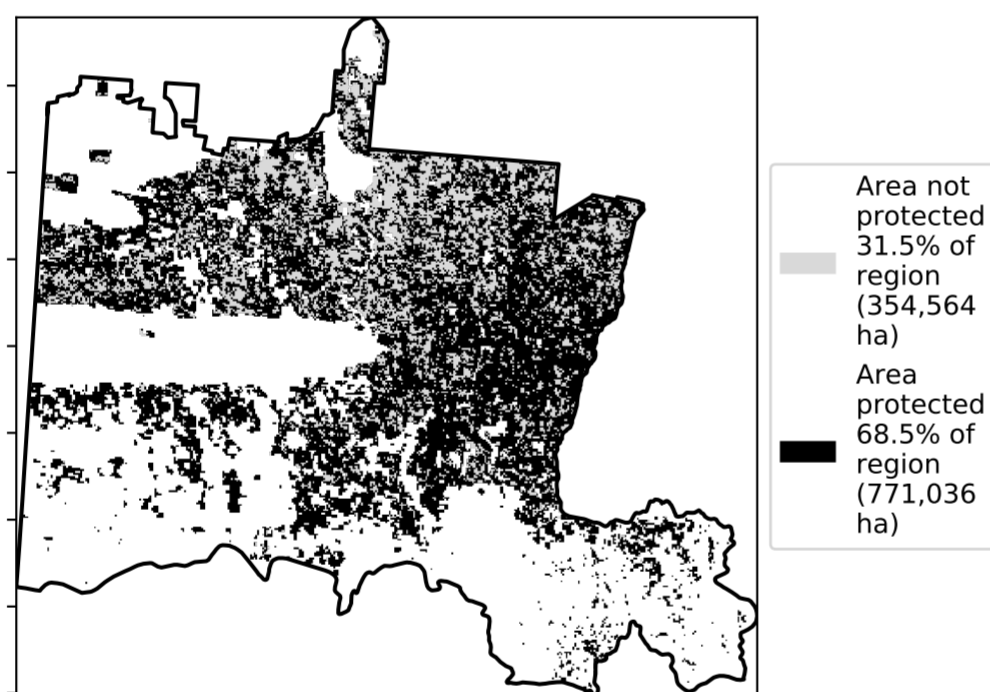 Area not
protected
31.5% of
region
(354,564
ha)
Area
protected
68.5% of
region
(771,036
ha)